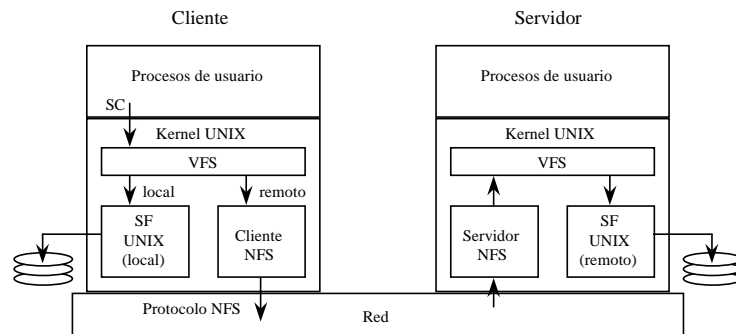 Cliente
Servidor
Procesos de usuario
Procesos de usuario
SC
Kernel UNIX
Kernel UNIX
VFS
VFS
local
remoto
SF
UNIX
(local)
Cliente
NFS
Servidor
NFS
SF
UNIX
(remoto)
Protocolo NFS
Red